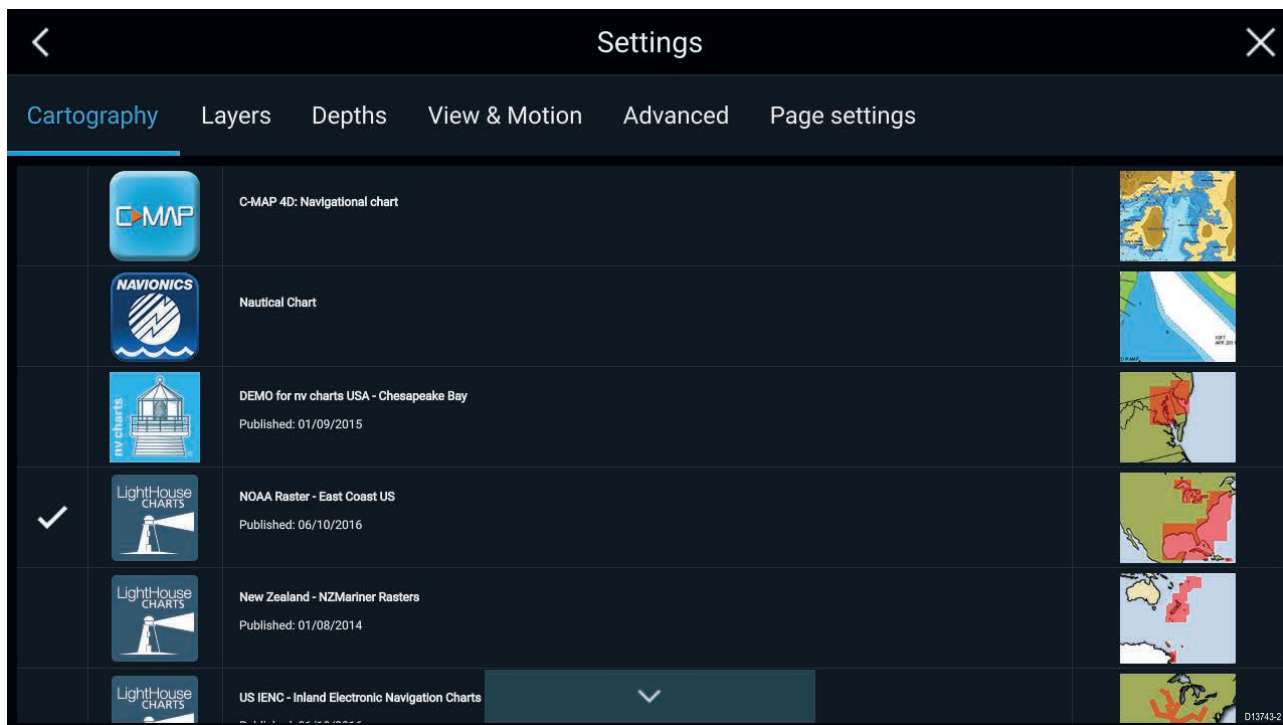 Settings
Cartography Layers Depths View & Motion Advanced Page settings
C-MAP
C-MAP 4D: Navigational chart
NAVIONICS
Nautical Chart
nv charts
DEMO for nv charts USA - Chesapeake Bay
Published: 01/09/2015
LightHouse
CHARTS
NOAA Raster - East Coast US
Published: 06/10/2016
LightHouse
CHARTS
New Zealand - NZMariner Rasters
Published: 01/08/2014
LightHouse
US IENC - Inland Electronic Navigation Charts
D13743-2